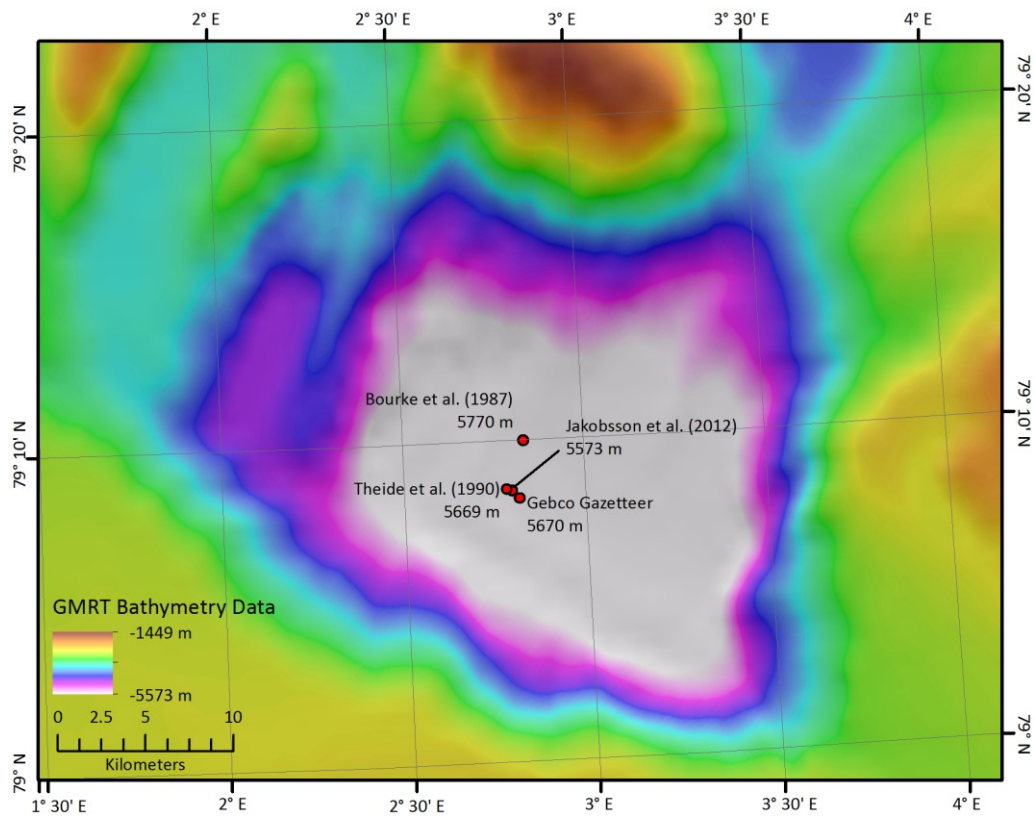 2° E
2° 30' E
3° E
3° 30' E
4° E
79° 20' N
79° 20' N
Bourke et al. (1987)
5770 m
Jakobsson et al. (2012)
5573 m
79° 10' N
79° 10' N
Theide et al. (1990)
5669 m
Gebco Gazetteer
5670 m
GMRT Bathymetry Data
-1449 m
-5573 m
0 2.5 5 10
Kilometers
79° N
79° N
1° 30' E
2° E
2° 30' E
3° E
3° 30' E
4° E